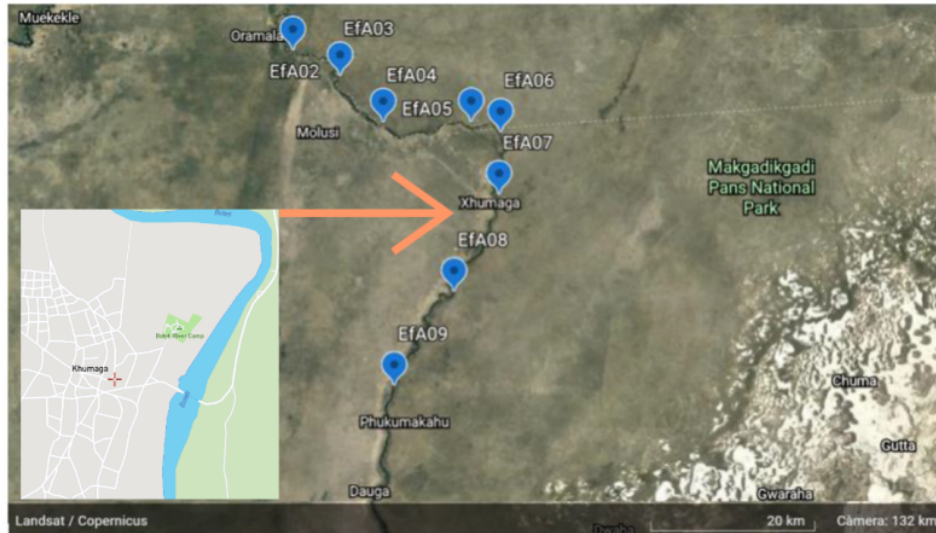 Muekekle
Oramala
EfA03
EfA02
EfA04
EfA06
EfA05
Molusi
EfA07
Makgadikgadi
Pans National
Park
Xhumaga
Boteti
EfA08
Boteti River Camp
EfA09
Khumaga
Chuma
Phukumakahu
Gutta
Dauga
Gwaraha
Landsat / Copernicus
20 km
Câmera: 132 km